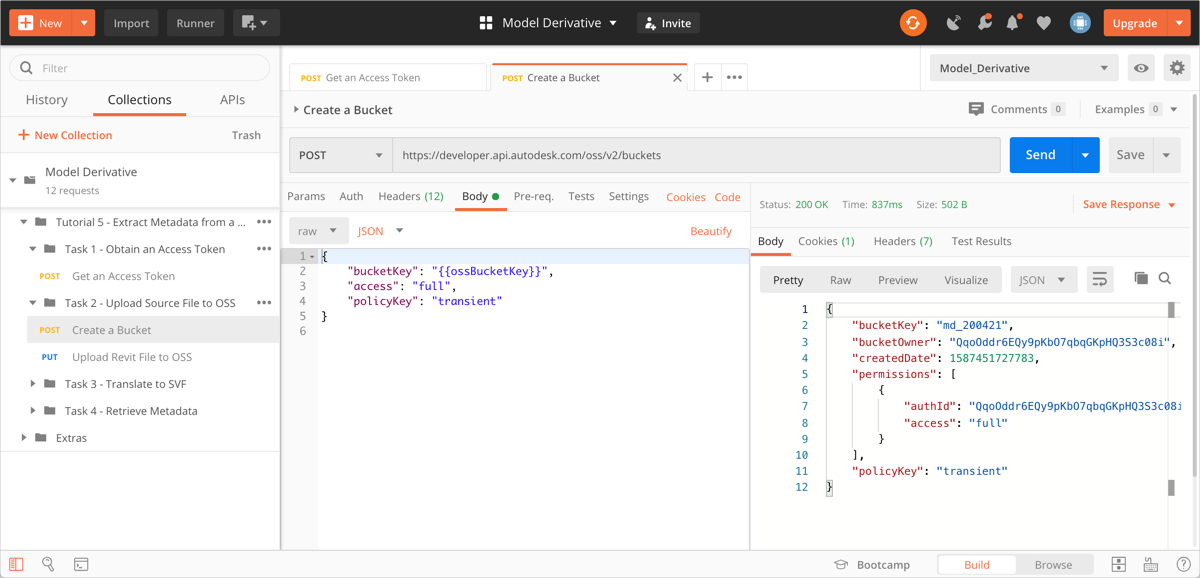 New
Import
Runner
Model Derivative
Invite
Upgrade
Filter
History
Collections
APIs
New Collection
Trash
Model Derivative
12 requests
Tutorial 5 - Extract Metadata from a ...
Task 1 - Obtain an Access Token
POST Get an Access Token
Task 2 - Upload Source File to OSS
POST Create a Bucket
PUT Upload Revit File to OSS
Task 3 - Translate to SVF
Task 4 - Retrieve Metadata
Extras
POST Get an Access Token
POST Create a Bucket
Model_Derivative
Create a Bucket
Comments 0
Examples 0
POST
https://developer.api.autodesk.com/oss/v2/buckets
Send
Save
Params Auth Headers (12) Body Pre-req. Tests Settings Cookies Code
raw JSON Beautify
1 {
2 "bucketKey": "{{ossBucketKey}}",
3 "access": "full",
4 "policyKey": "transient"
5 }
6
Status: 200 OK Time: 837ms Size: 502 B Save Response
Body Cookies (1) Headers (7) Test Results
Pretty Raw Preview Visualize JSON
1 {
2 "bucketKey": "md_200421",
3 "bucketOwner": "QqoOddr6EQy9pKbO7qbqGKpHQ3S3c08i",
4 "createdDate": 1587451727783,
5 "permissions": [
6 {
7 "authId": "QqoOddr6EQy9pKbO7qbqGKpHQ3S3c08i
8 "access": "full"
9 }
10 ],
11 "policyKey": "transient"
12 }
Bootcamp
Build
Browse